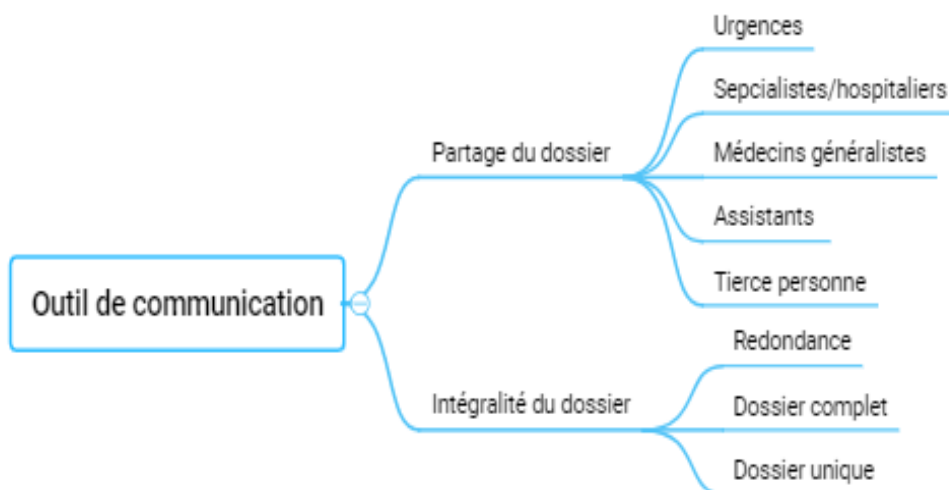 Outil de communication
Partage du dossier
Urgences
Sepcialistes/hospitaliers
Médecins généralistes
Assistants
Tierce personne
Intégralité du dossier
Redondance
Dossier complet
Dossier unique